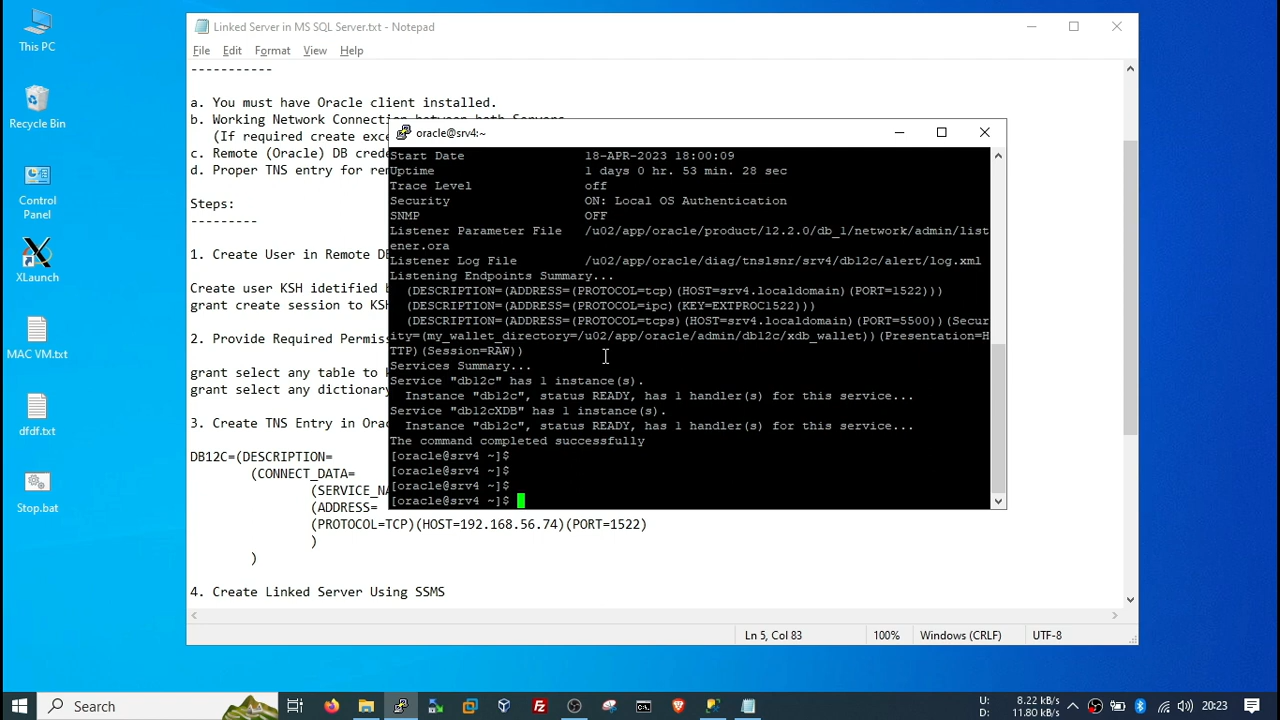 This PC
Recycle Bin
Control
Panel
XLaunch
MAC VM.txt
dfdf.txt
Stop.bat
Linked Server in MS SQL Server.txt - Notepad
File Edit Format View Help
-----------
a. You must have Oracle client installed.
b. Working Network Connection between both Servers
(If required create exce
c. Remote (Oracle) DB crede
d. Proper TNS entry for rem
Steps:
---------
1. Create User in Remote DB
Create user KSH idetified b
grant create session to KSH
2. Provide Required Permiss
grant select any table to k
grant select any dictionary
3. Create TNS Entry in Orac
DB12C=(DESCRIPTION=
(CONNECT_DATA=
(SERVICE_NA
(ADDRESS=
(PROTOCOL=TCP)(HOST=192.168.56.74)(PORT=1522)
)
)
4. Create Linked Server Using SSMS
Ln 5, Col 83 100% Windows (CRLF) UTF-8
oracle@srv4:~
Start Date 18-APR-2023 18:00:09
Uptime 1 days 0 hr. 53 min. 28 sec
Trace Level off
Security ON: Local OS Authentication
SNMP OFF
Listener Parameter File /u02/app/oracle/product/12.2.0/db_1/network/admin/list
ener.ora
Listener Log File /u02/app/oracle/diag/tnslsnr/srv4/db12c/alert/log.xml
Listening Endpoints Summary...
(DESCRIPTION=(ADDRESS=(PROTOCOL=tcp)(HOST=srv4.localdomain)(PORT=1522)))
(DESCRIPTION=(ADDRESS=(PROTOCOL=ipc)(KEY=EXTPROC1522)))
(DESCRIPTION=(ADDRESS=(PROTOCOL=tcps)(HOST=srv4.localdomain)(PORT=5500))(Secur
ity=(my_wallet_directory=/u02/app/oracle/admin/db12c/xdb_wallet))(Presentation=H
TTP)(Session=RAW))
Services Summary...
Service "db12c" has 1 instance(s).
Instance "db12c", status READY, has 1 handler(s) for this service...
Service "db12cXDB" has 1 instance(s).
Instance "db12c", status READY, has 1 handler(s) for this service...
The command completed successfully
[oracle@srv4 ~]$
[oracle@srv4 ~]$
[oracle@srv4 ~]$
[oracle@srv4 ~]$
Search
U: 8.22 kB/s
D: 11.80 kB/s
20:23